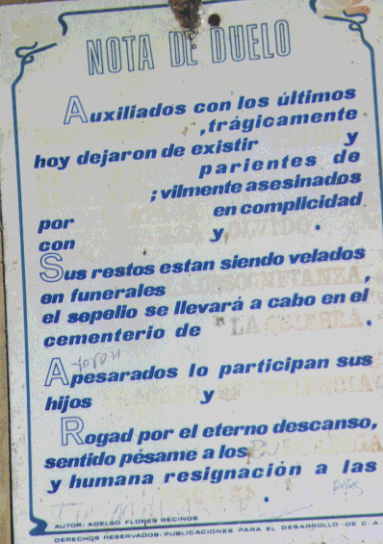 NOTA DE DUELO
Auxiliados con los últimos
,trágicamente
hoy dejaron de existir y
parientes de
; vilmente asesinados
por en complicidad
con y, .
Sus restos estan siendo velados
en funerales ,
el sepelio se llevará a cabo en el
cementerio de LA GUERRA .
Apesarados lo participan sus
hijos y
Rogad por el eterno descanso,
sentido pésame a los
y humana resignación a las
.
AUTOR: ADELSO FLORES RECINOS
DERECHOS RESERVADOS: PUBLICACIONES PARA EL DESARROLLO DE C.A.